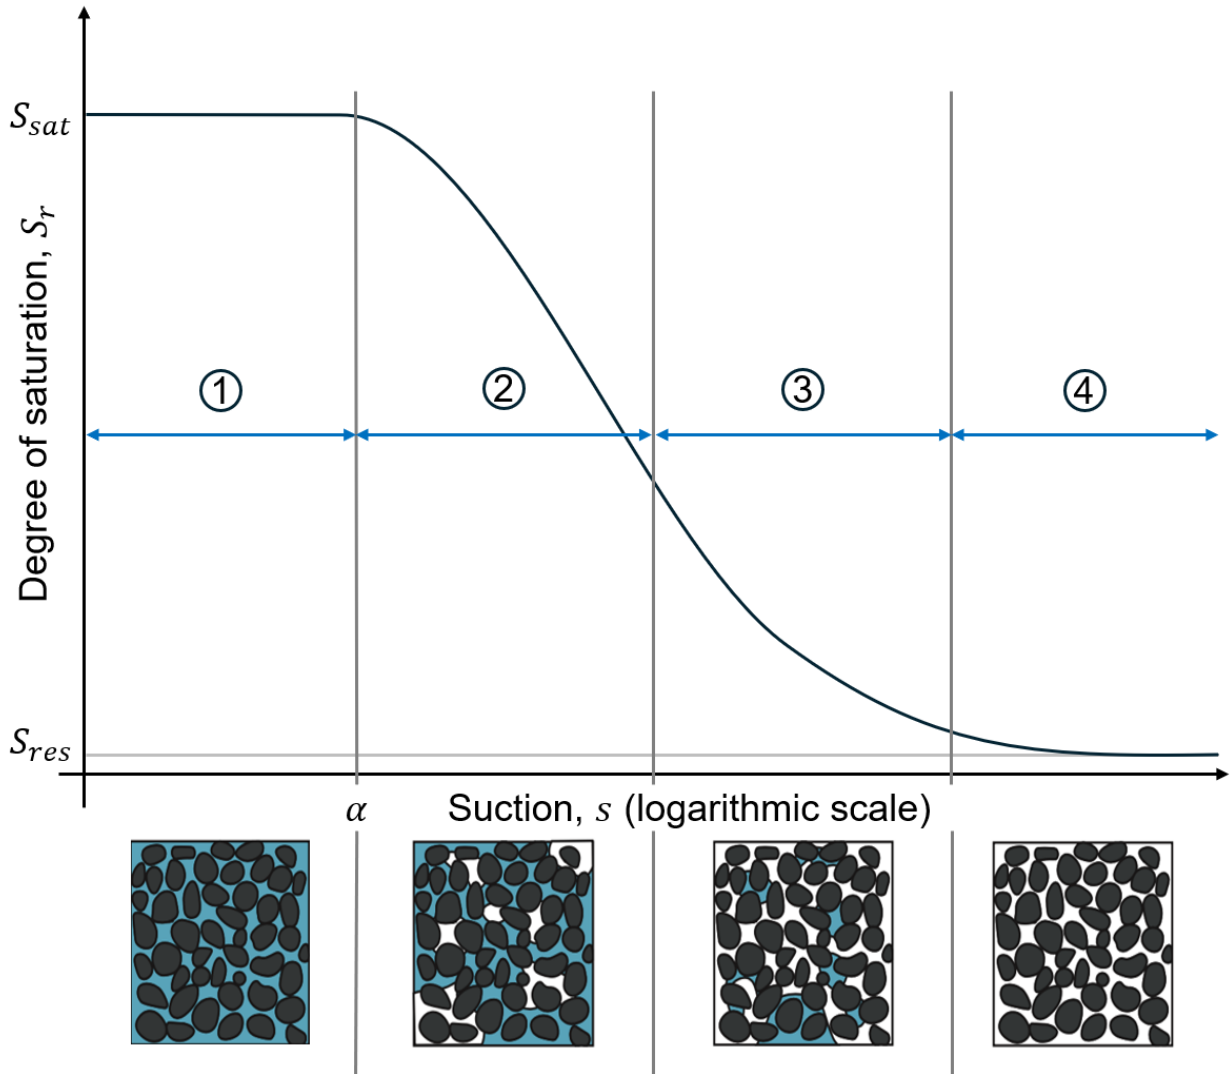 S_sat
Degree of saturation, S_r
① ② ③ ④
S_res
α
Suction, s (logarithmic scale)